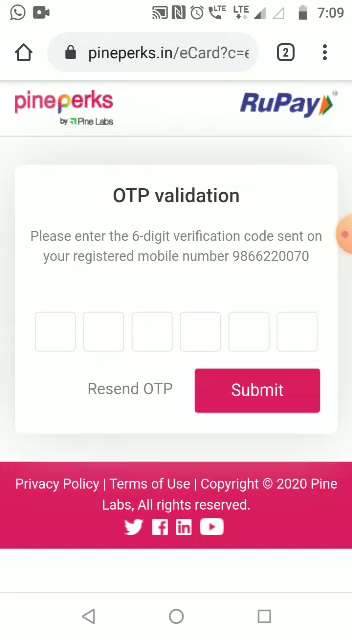 7:09
pineperks.in/eCard?c=e
2
pineperks
by Pine Labs
RuPay
OTP validation
Please enter the 6-digit verification code sent on
your registered mobile number 9866220070
Resend OTP
Submit
Privacy Policy | Terms of Use | Copyright © 2020 Pine
Labs, All rights reserved.